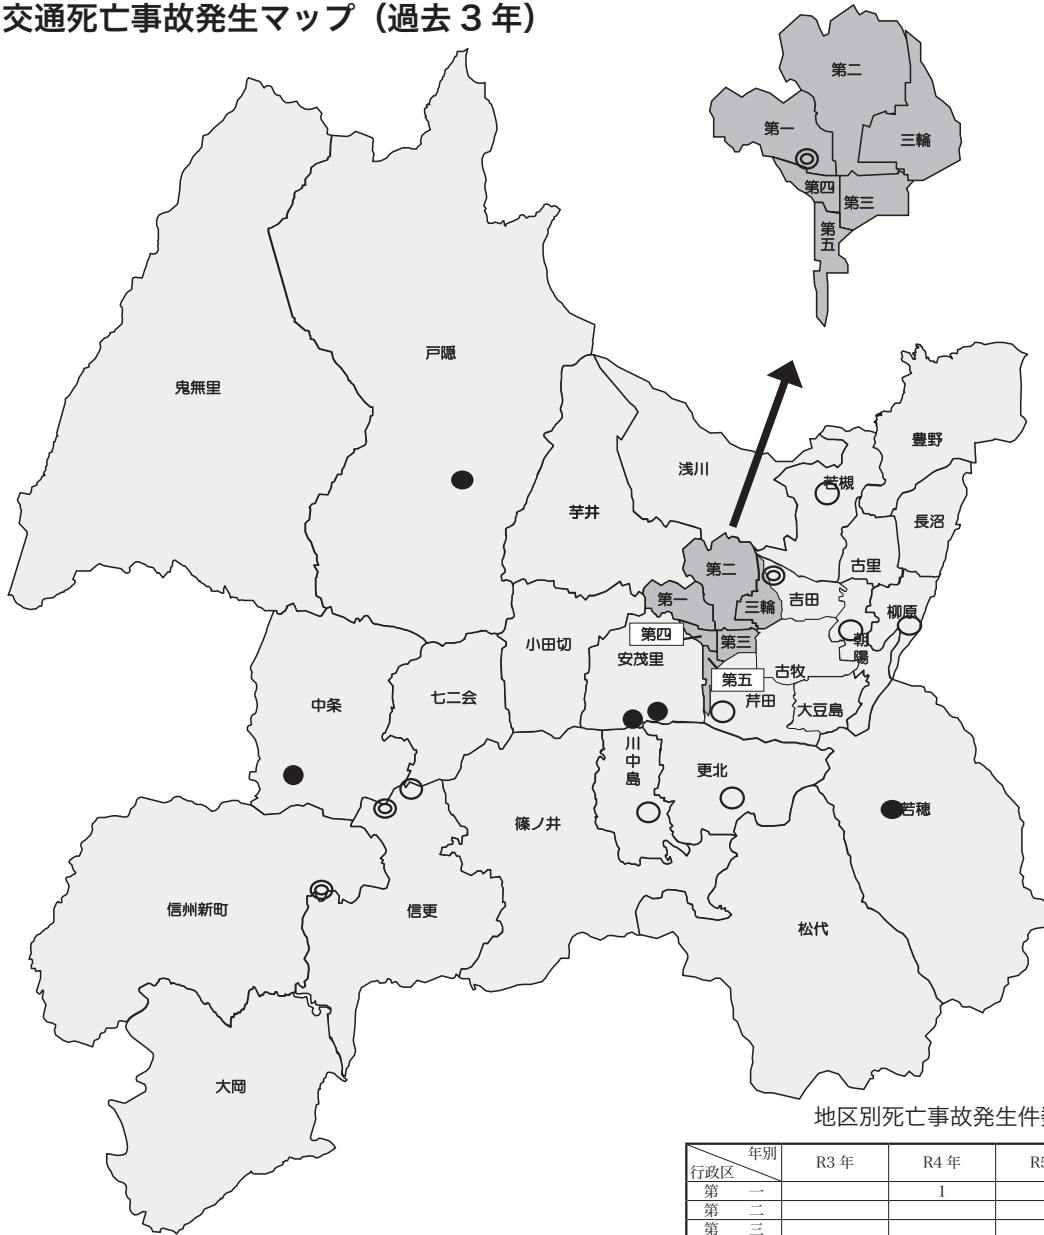 交通死亡事故発生マップ（過去３年）
第二
第一
三輪
第四
第三
第五
戸隠
鬼無里
豊野
浅川
若槻
芋井
長沼
古里
第二
第一
三輪
吉田
柳原
第四
第三
朝陽
小田切
安茂里
古牧
第五
七二会
芹田
大豆島
中条
川中島
更北
篠ノ井
若穂
信州新町
信更
松代
大岡
地区別死亡事故発生件
年別
行政区 R3 年 R4 年
第一 1
第二
第三